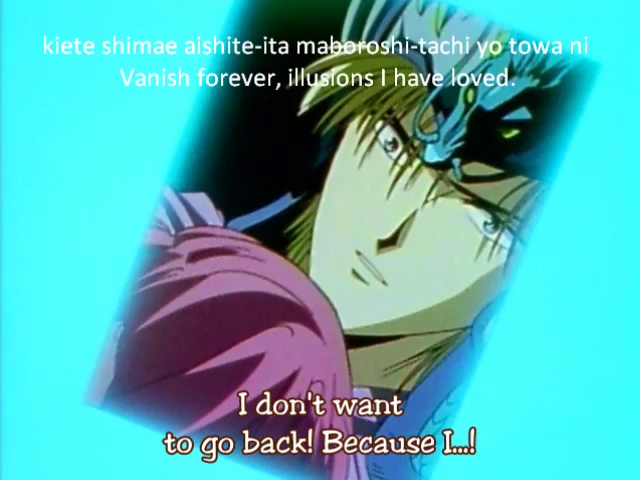 kiete shimae aishite-ita maboroshi-tachi yo towa ni
Vanish forever, illusions I have loved.
I don't want
to go back! Because I...!